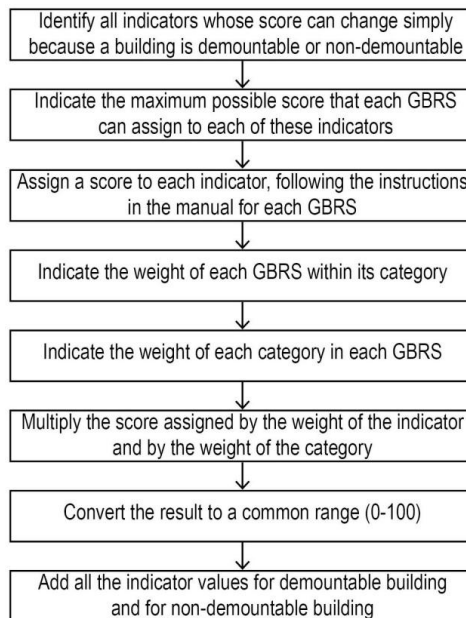 Identify all indicators whose score can change simply
because a building is demountable or non-demountable
Indicate the maximum possible score that each GBRS
can assign to each of these indicators
Assign a score to each indicator, following the instructions
in the manual for each GBRS
Indicate the weight of each GBRS within its category
Indicate the weight of each category in each GBRS
Multiply the score assigned by the weight of the indicator
and by the weight of the category
Convert the result to a common range (0-100)
Add all the indicator values for demountable building
and for non-demountable building